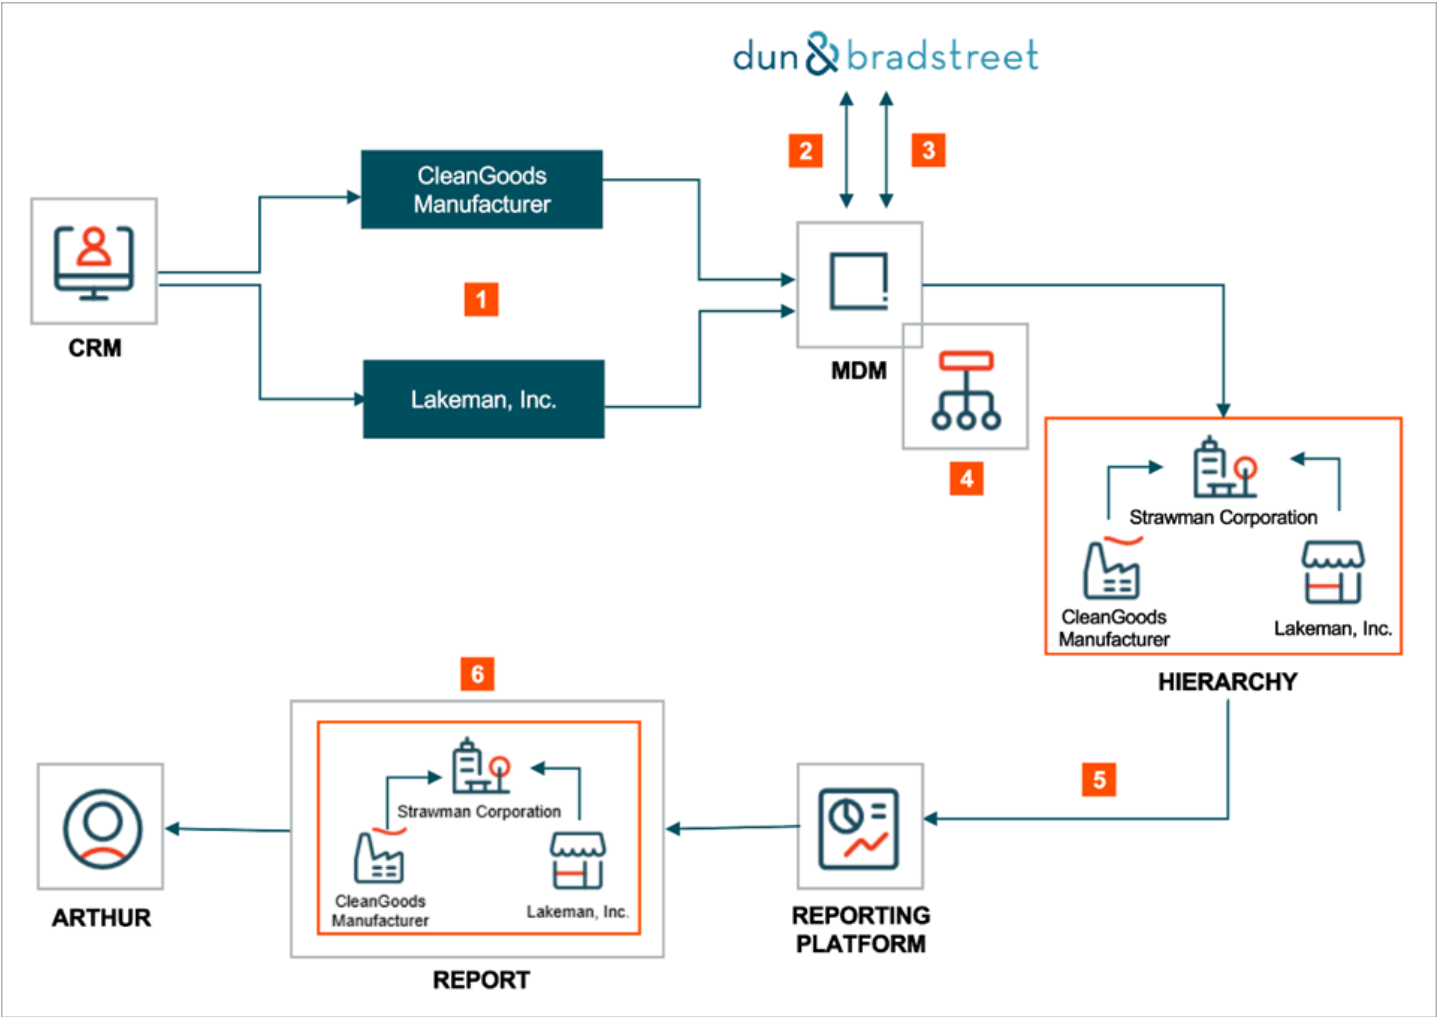 dun & bradstreet
2
3
CleanGoods
Manufacturer
1
CRM
Lakeman, Inc.
MDM
4
Strawman Corporation
CleanGoods
Manufacturer
Lakeman, Inc.
HIERARCHY
5
6
Strawman Corporation
CleanGoods
Manufacturer
Lakeman, Inc.
REPORT
ARTHUR
REPORTING
PLATFORM